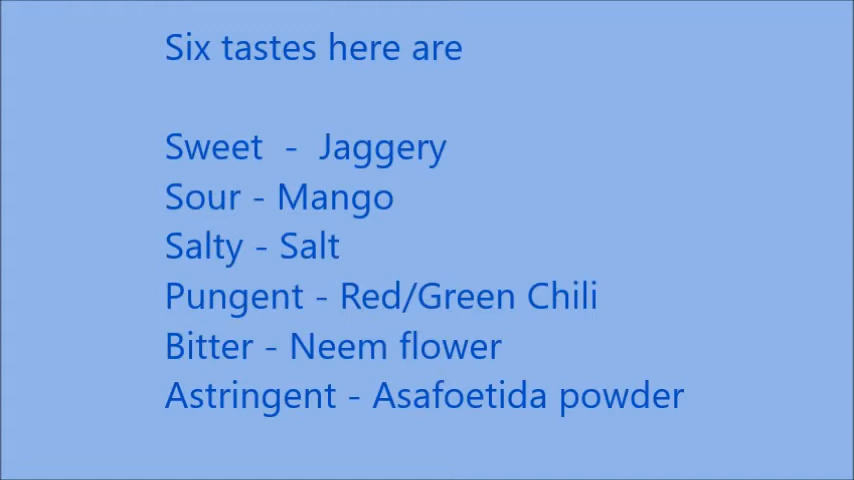 Six tastes here are
Sweet - Jaggery
Sour - Mango
Salty - Salt
Pungent - Red/Green Chili
Bitter - Neem flower
Astringent - Asafoetida powder